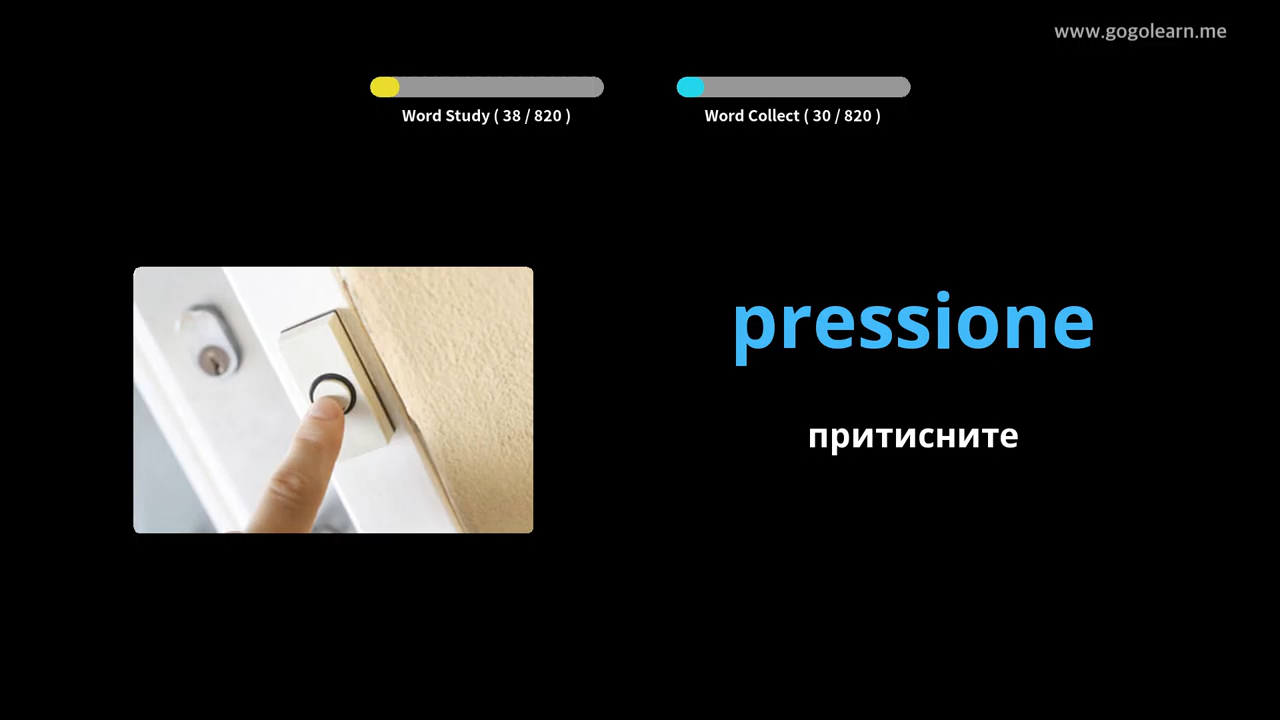 www.gogolearn.me
Word Study ( 38 / 820 )
Word Collect ( 30 / 820 )
pressione
притисните